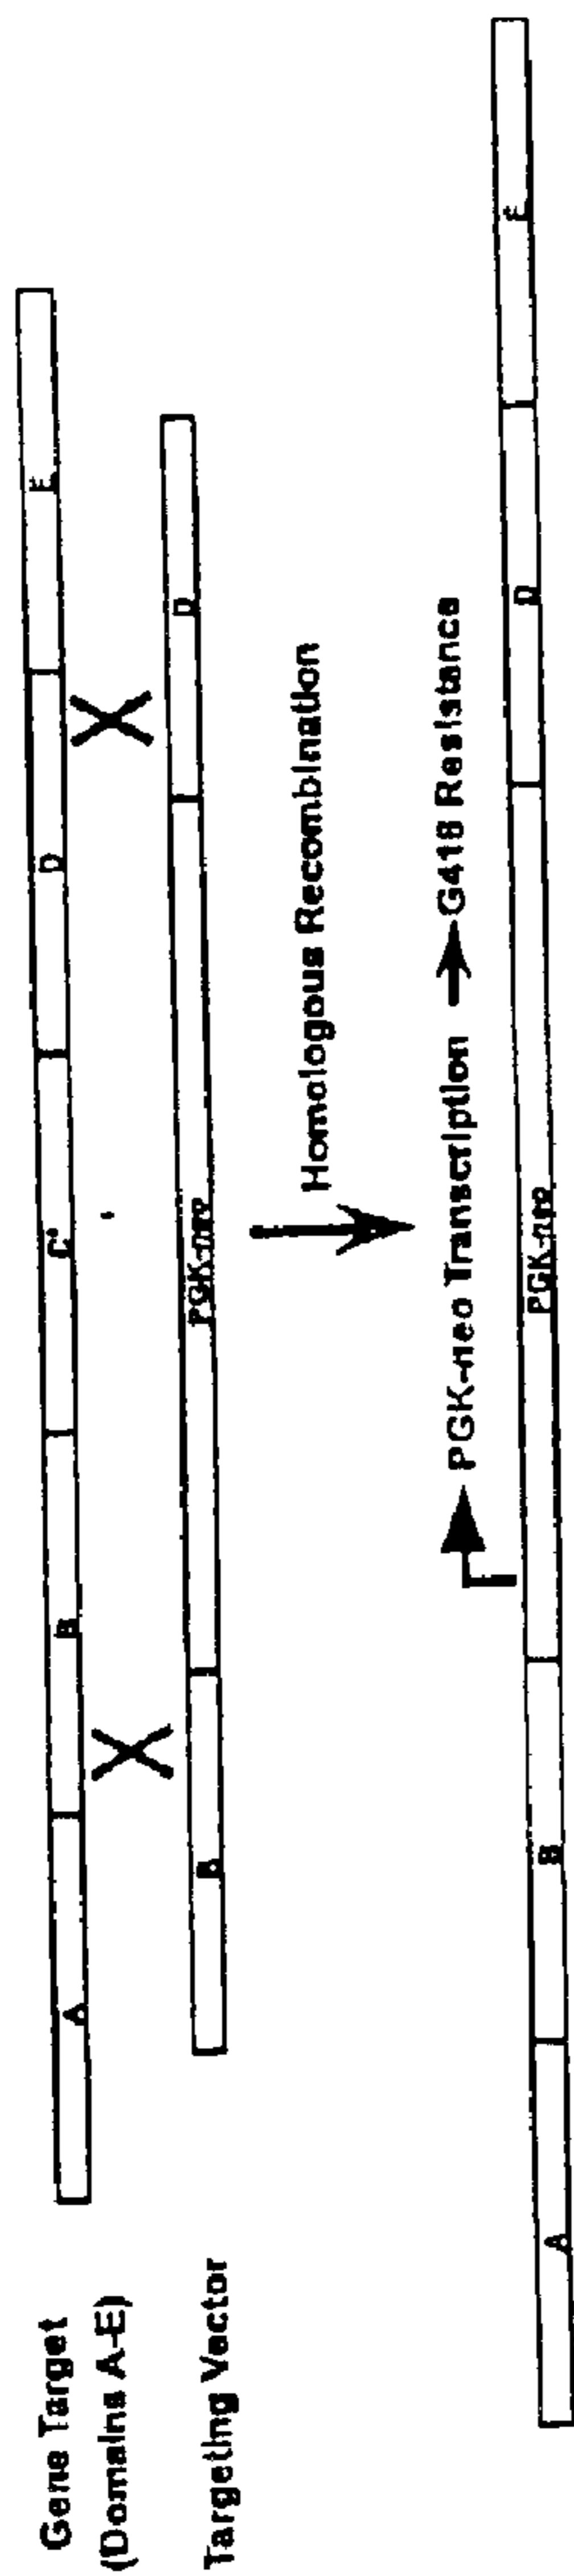 Gene Target
(Domains A-E)
A B C* D E
Targeting Vector
B PGK-neo D
Homologous Recombination
PGK-neo Transcription G418 Resistance
A B PGK-neo D E